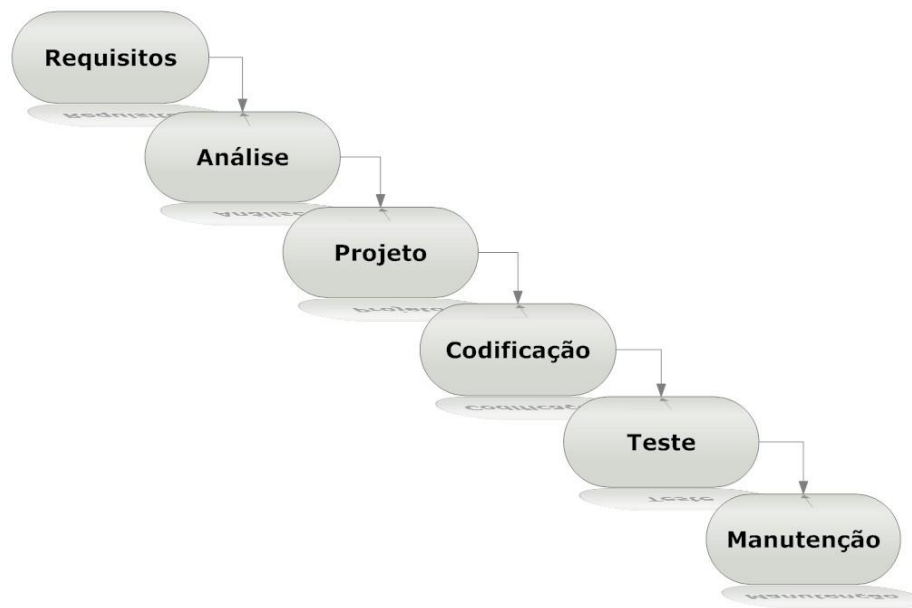 Requisitos
Análise
Projeto
Codificação
Teste
Manutenção